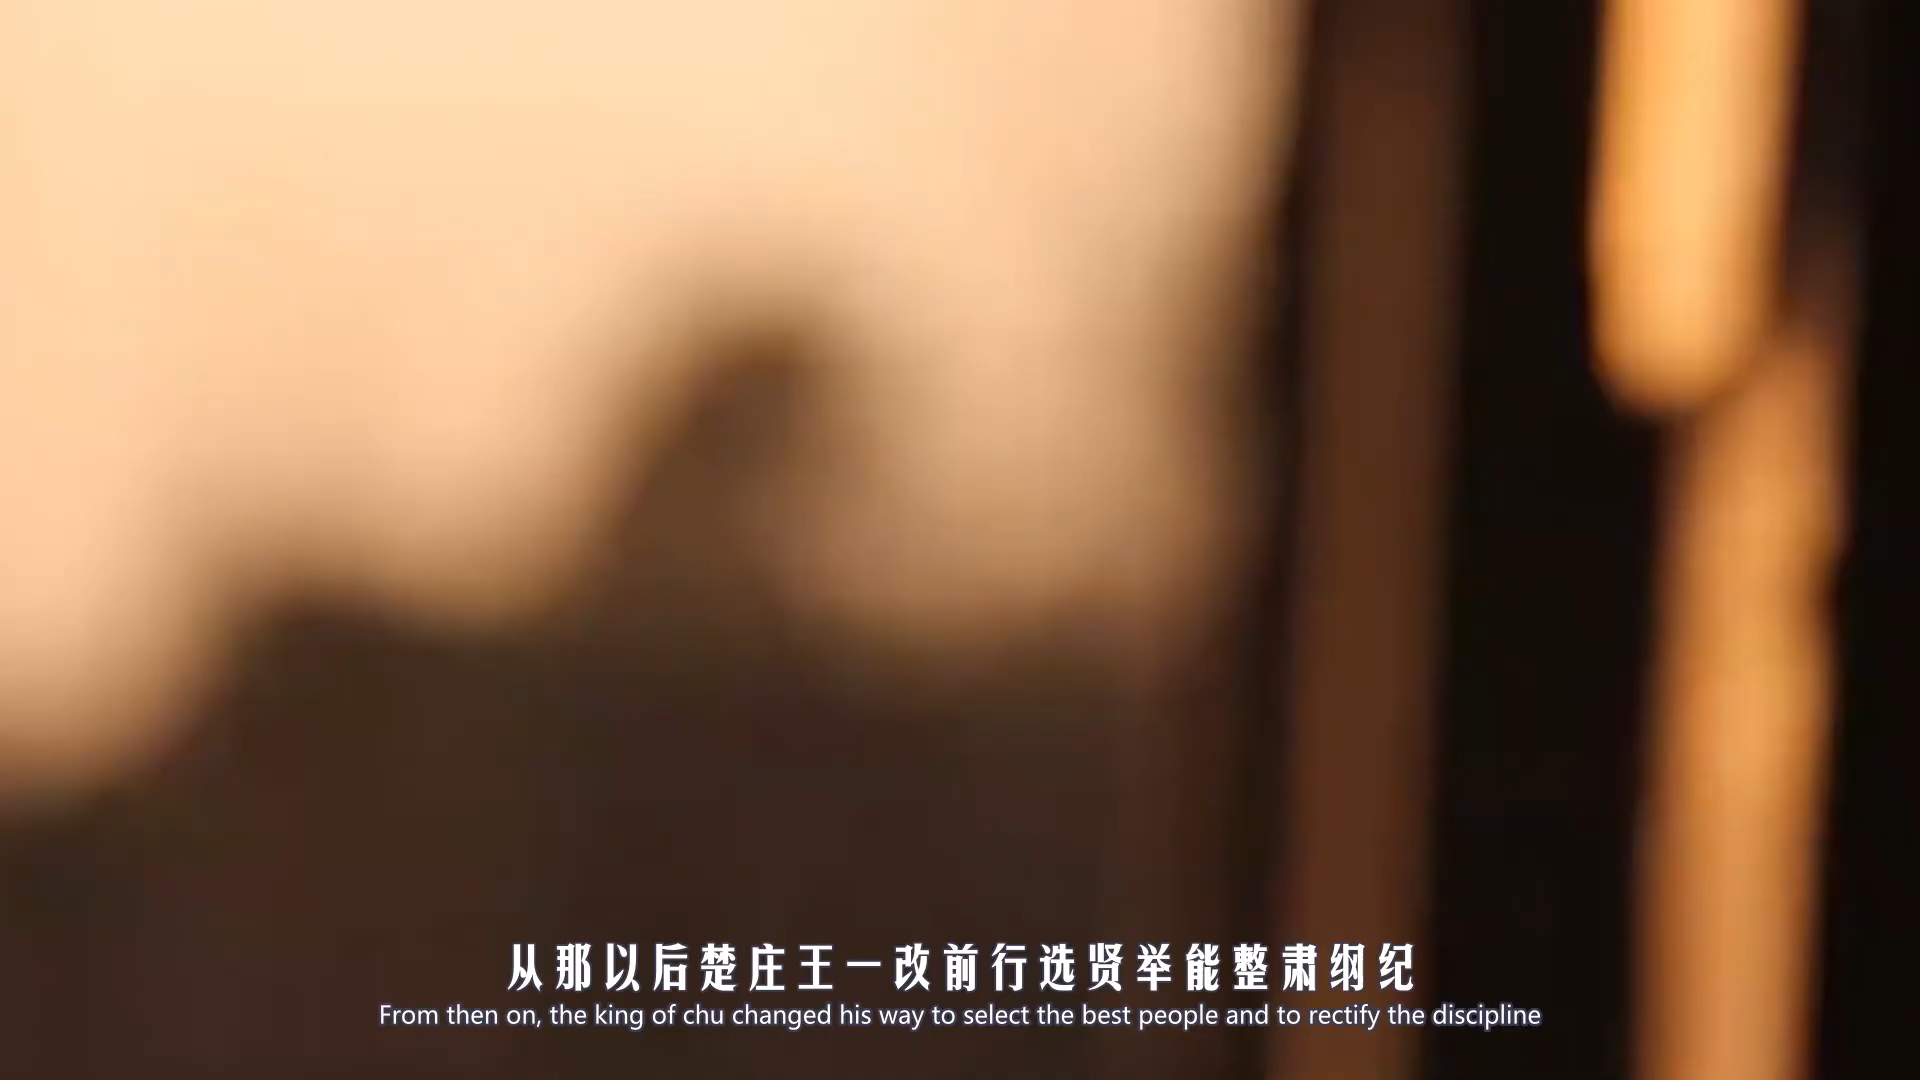 从那以后楚庄王一改前行选贤举能整肃纲纪
From then on, the king of chu changed his way to select the best people and to rectify the discipline